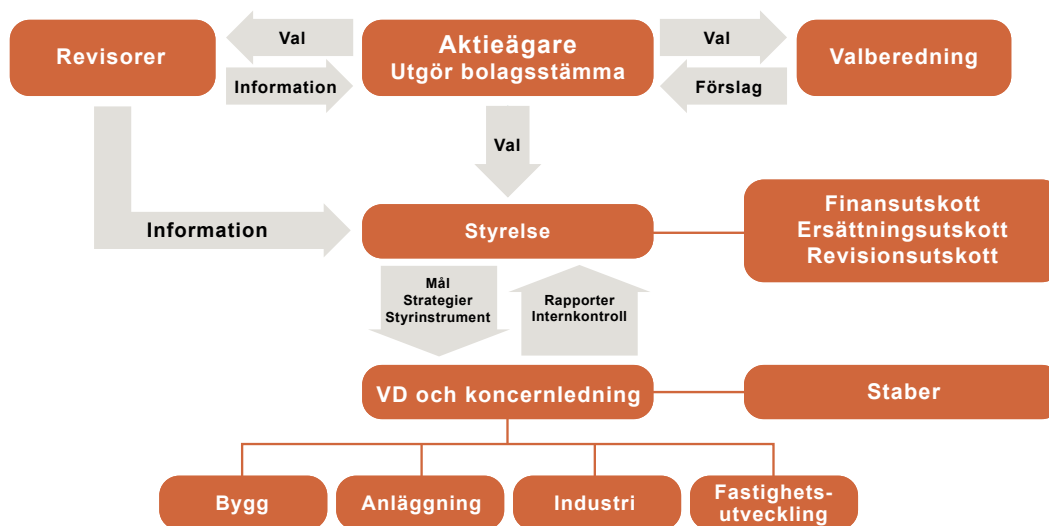 Revisorer
Val
Information
Aktieägare
Utgör bolagsstämma
Val
Förslag
Valberedning
Val
Information
Styrelse
Finansutskott
Ersättningsutskott
Revisionsutskott
Mål
Strategier
Styrinstrument
Rapporter
Internkontroll
VD och koncernledning
Staber
Bygg
Anläggning
Industri
Fastighets-
utveckling